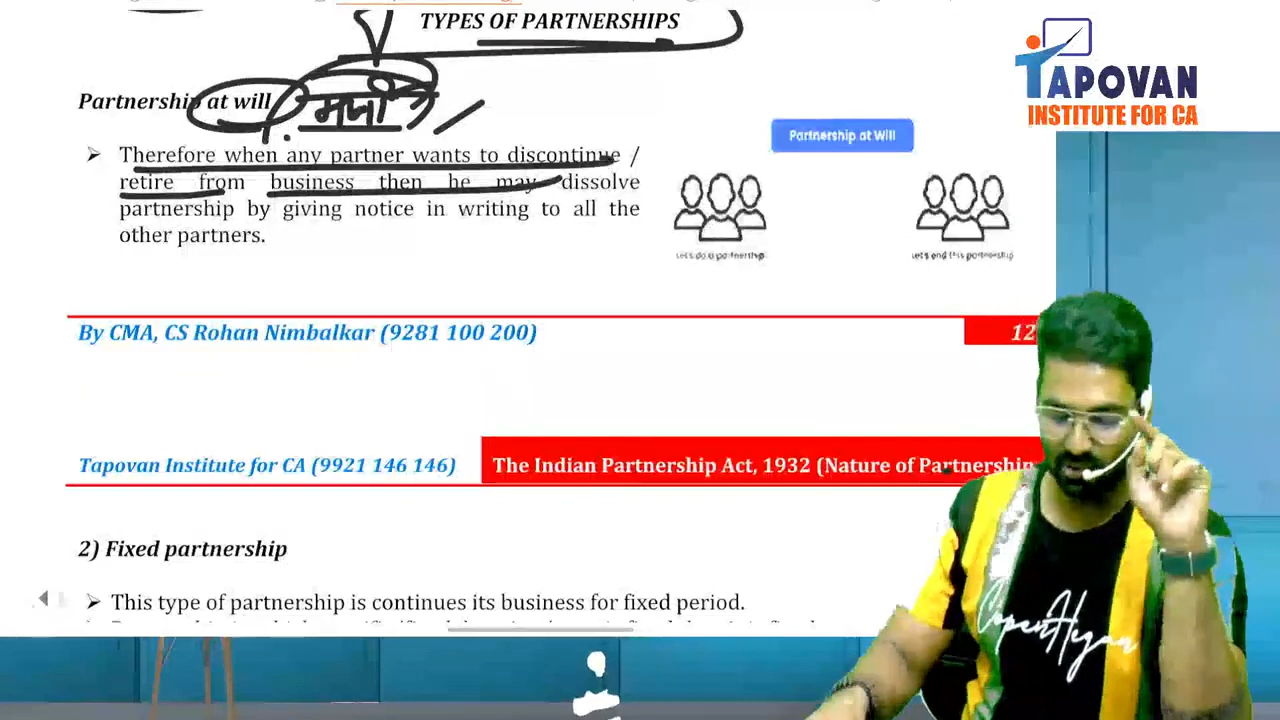 TYPES OF PARTNERSHIPS
TAPOVAN
INSTITUTE FOR CA
Partnership at will
मर्जी
Partnership at Will
Therefore when any partner wants to discontinue /
retire from business then he may dissolve
partnership by giving notice in writing to all the
other partners.
Let's do a partnership
Let's end this partnership
By CMA, CS Rohan Nimbalkar (9281 100 200)
12
Tapovan Institute for CA (9921 146 146)
The Indian Partnership Act, 1932 (Nature of Partnership
2) Fixed partnership
This type of partnership is continues its business for fixed period.
CopenHegan